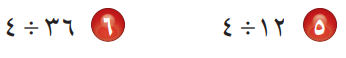 ٥ ١٢ ÷ ٤
٦ ٣٦ ÷ ٤